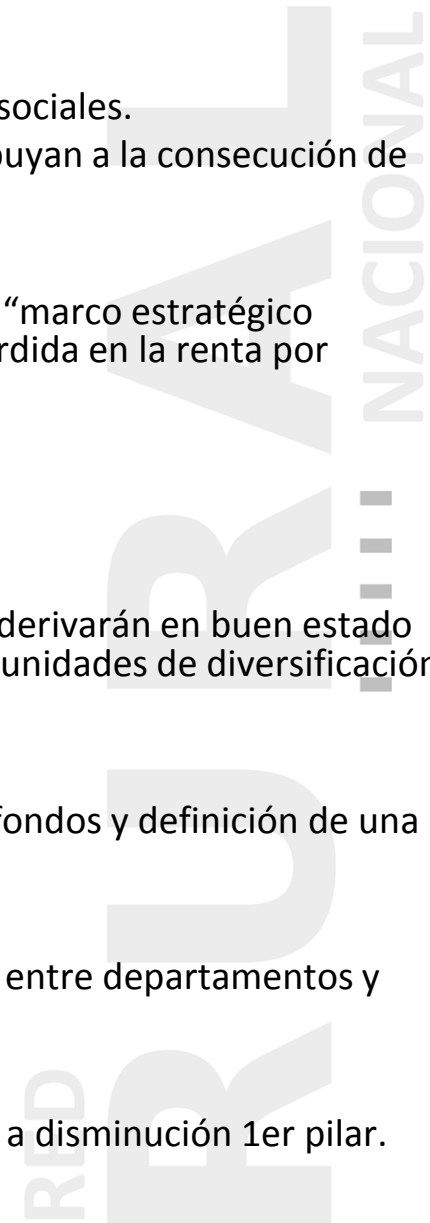 sociales.
buyan a la consecución de
“marco estratégico
rdida en la renta por
derivarán en buen estado
unidades de diversificación
fondos y definición de una
entre departamentos y
a disminución 1er pilar.
RED
RURAL
NACIONAL